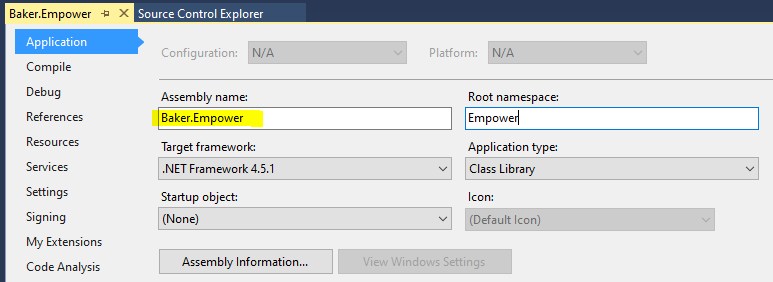 Baker.Empower Source Control Explorer
Application
Compile
Debug
References
Resources
Services
Settings
Signing
My Extensions
Code Analysis
Configuration: N/A Platform: N/A
Assembly name: Root namespace:
Baker.Empower Empower
Target framework: Application type:
.NET Framework 4.5.1 Class Library
Startup object: Icon:
(None) (Default Icon)
Assembly Information... View Windows Settings